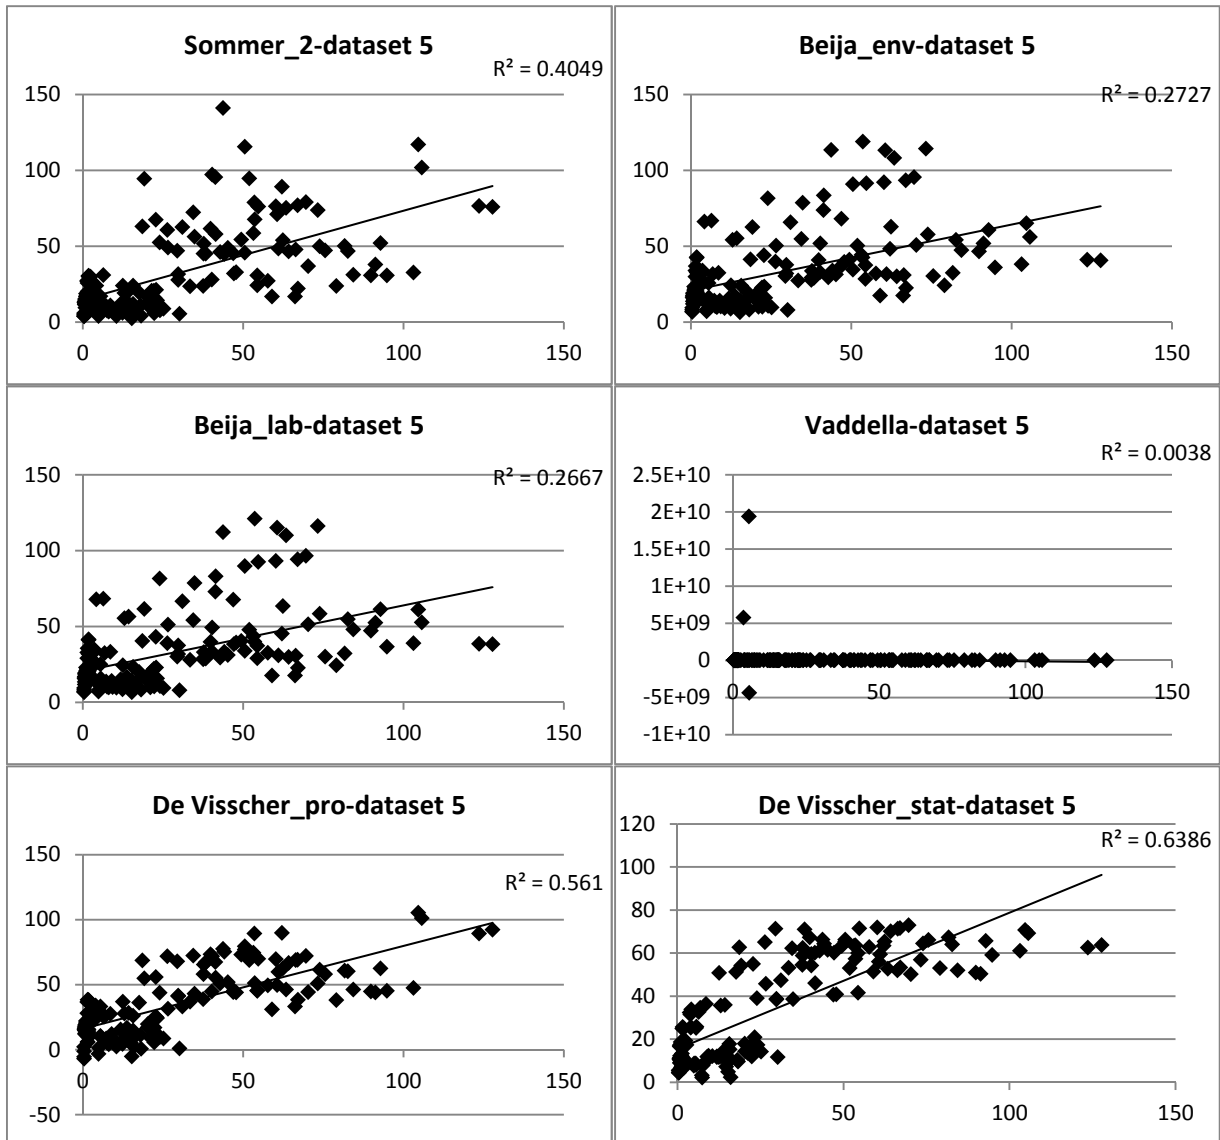 Sommer_2-dataset 5
R² = 0.4049
150
100
50
0
0 50 100 150
Beija_env-dataset 5
R² = 0.2727
150
100
50
0
0 50 100 150
Beija_lab-dataset 5
R² = 0.2667
150
100
50
0
0 50 100 150
Vaddella-dataset 5
R² = 0.0038
2.5E+10
2E+10
1.5E+10
1E+10
5E+09
0
-5E+09
-1E+10
0 50 100 150
De Visscher_pro-dataset 5
R² = 0.561
150
100
50
0
-50
0 50 100 150
De Visscher_stat-dataset 5
R² = 0.6386
120
100
80
60
40
20
0
0 50 100 150